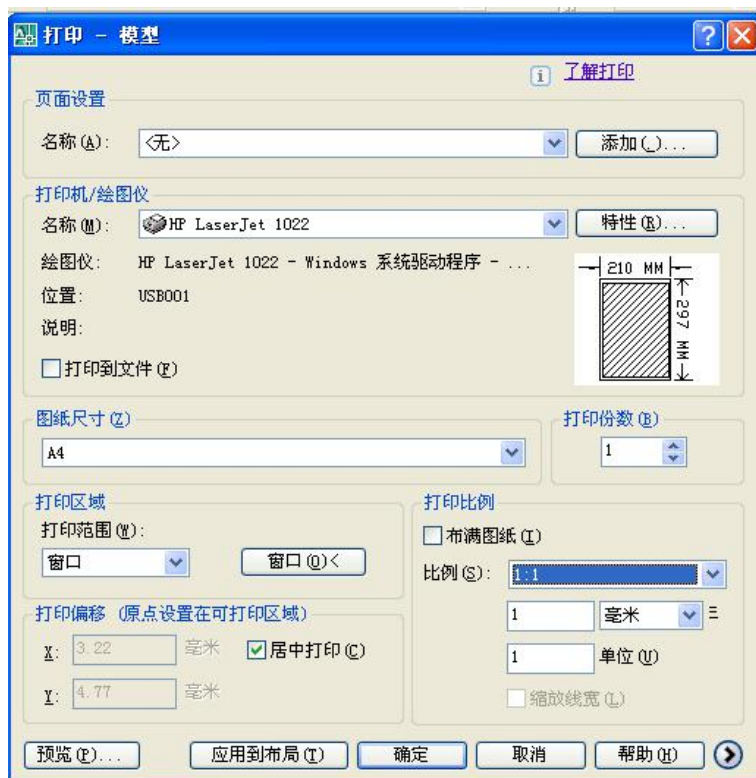 打印 - 模型
了解打印
页面设置
名称(A): <无> 添加(_)...
打印机/绘图仪
名称(M): HP LaserJet 1022 特性(R)...
绘图仪: HP LaserJet 1022 - Windows 系统驱动程序 - ...
位置: USB001
说明:
打印到文件(F)
210 MM
297 MM
图纸尺寸(Z)
A4
打印份数(B)
1
打印区域
打印范围(W):
窗口 窗口(O)<
打印比例
布满图纸(I)
比例(S): 1:1
1 毫米 =
1 单位(U)
缩放线宽(L)
打印偏移 (原点设置在可打印区域)
X: 3.22 毫米 居中打印(C)
Y: 4.77 毫米
预览(P)... 应用到布局(T) 确定 取消 帮助(H)